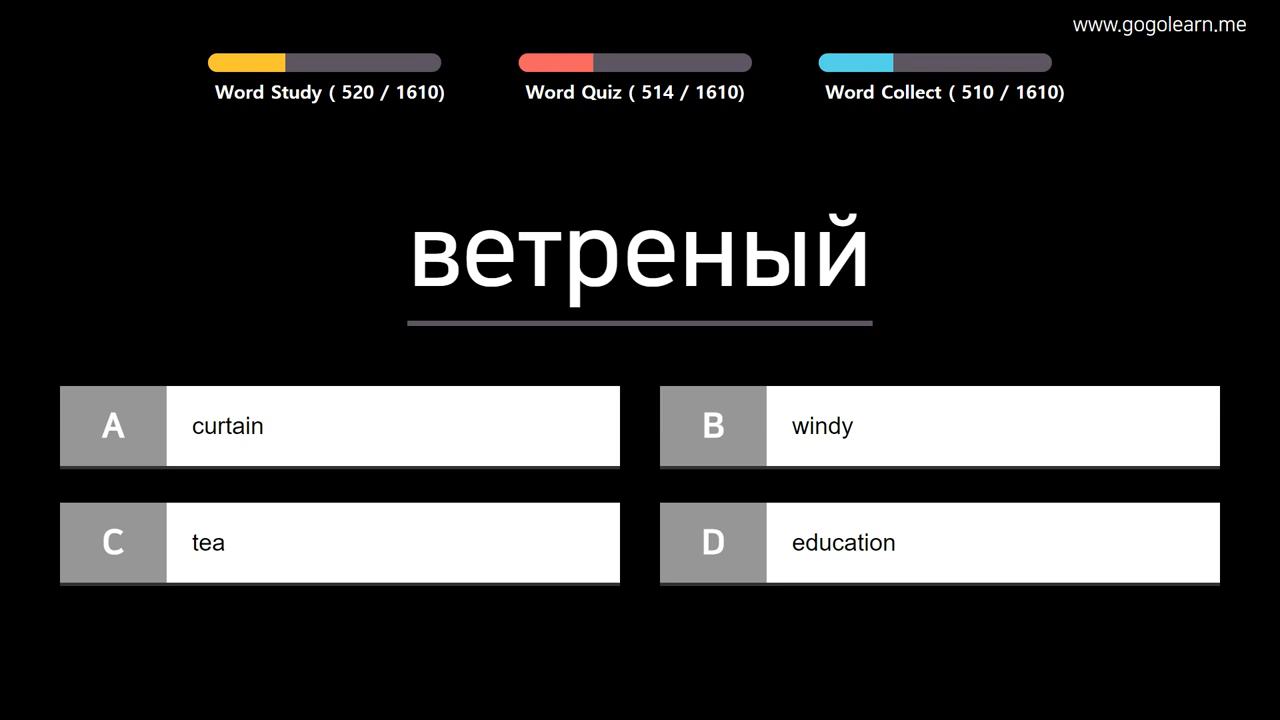 www.gogolearn.me
Word Study ( 520 / 1610)
Word Quiz ( 514 / 1610)
Word Collect ( 510 / 1610)
ветреный
A curtain
B windy
C tea
D education